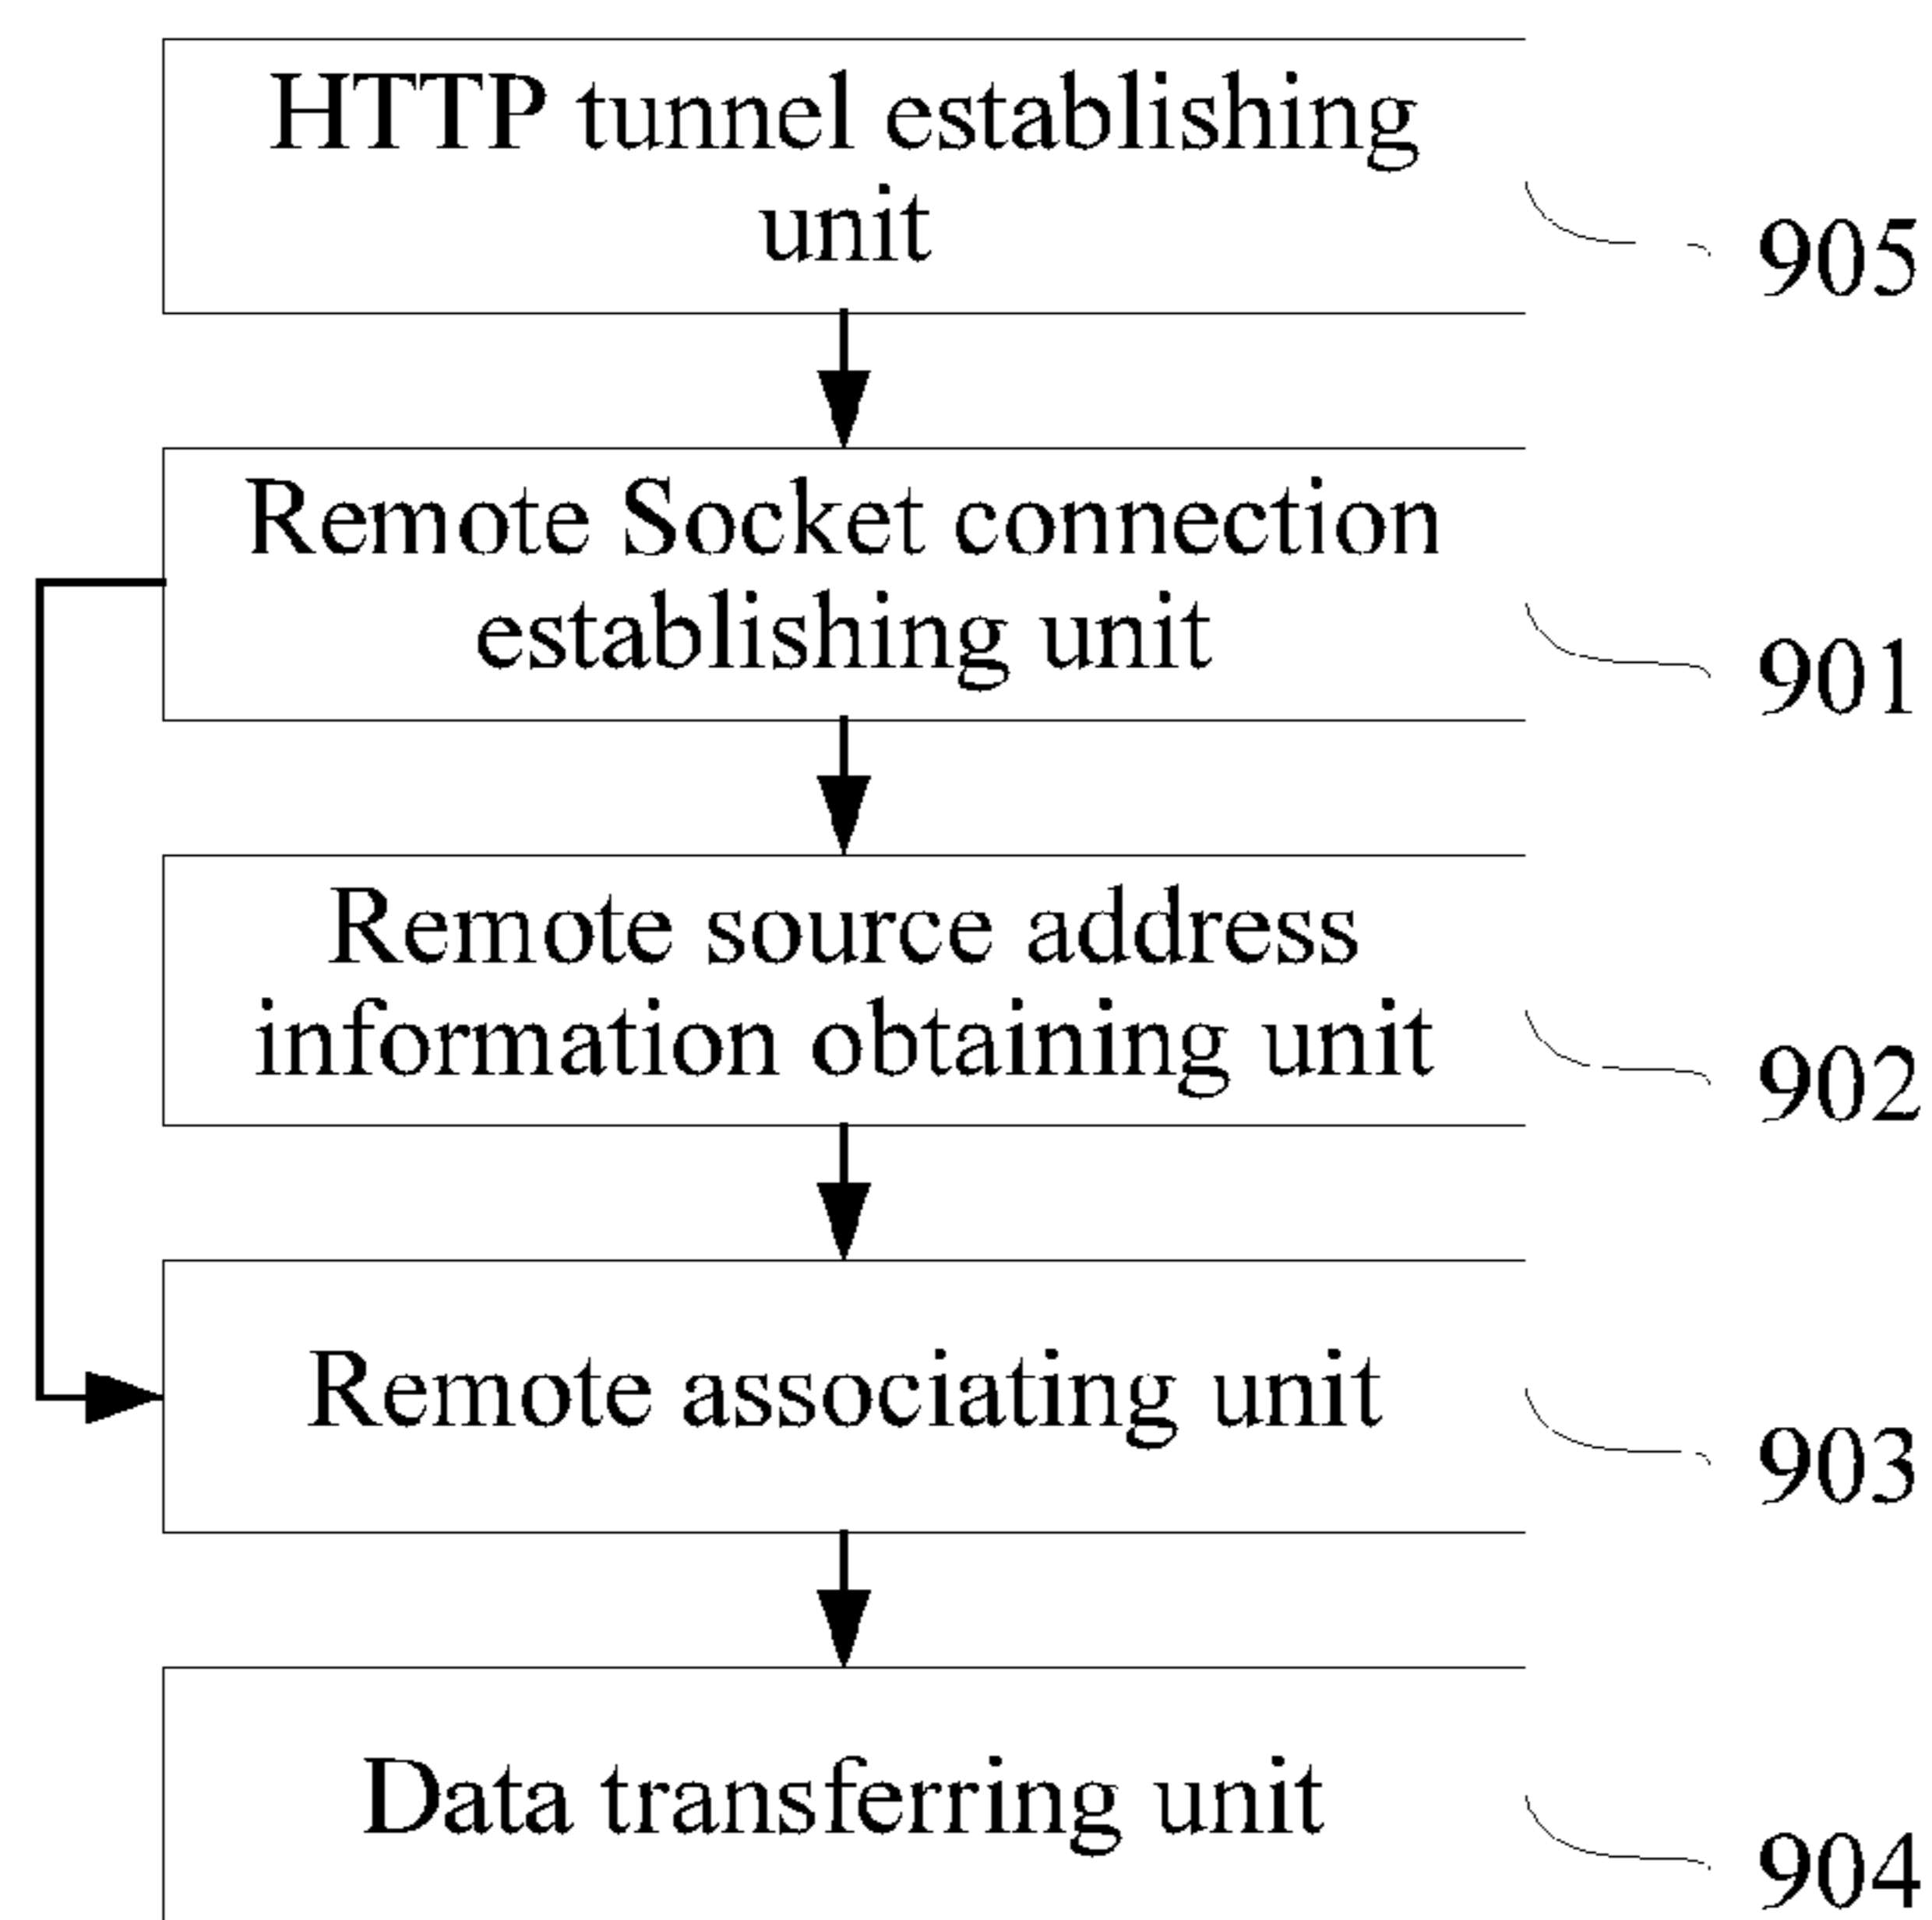 HTTP tunnel establishing
unit
905
Remote Socket connection
establishing unit
901
Remote source address
information obtaining unit
902
Remote associating unit
903
Data transferring unit
904